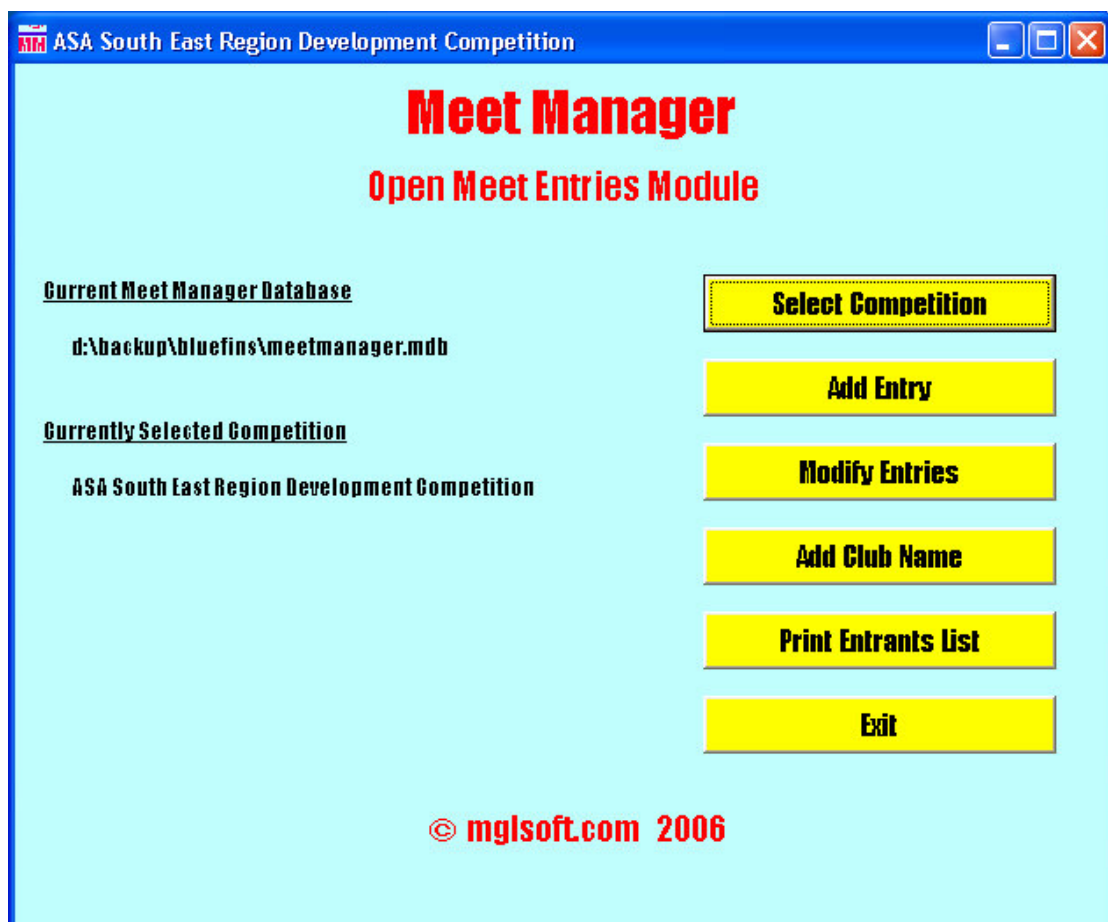 ASA South East Region Development Competition
Meet Manager
Open Meet Entries Module
Current Meet Manager Database
d:\backup\bluefins\meetmanager.mdb
Currently Selected Competition
ASA South East Region Development Competition
Select Competition
Add Entry
Modify Entries
Add Club Name
Print Entrants List
Exit
© mglsoft.com 2006